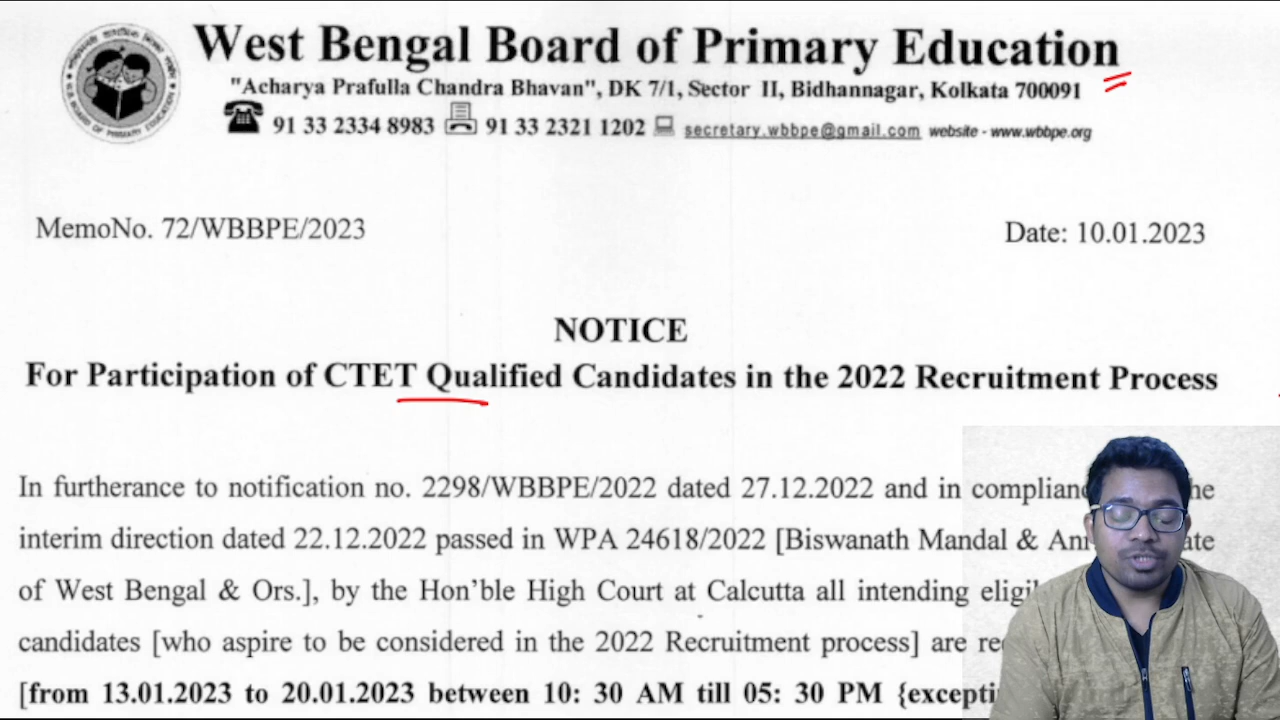 West Bengal Board of Primary Education
"Acharya Prafulla Chandra Bhavan", DK 7/1, Sector II, Bidhannagar, Kolkata 700091
91 33 2334 8983 91 33 2321 1202 secretary.wbbpe@gmail.com website - www.wbbpe.org
MemoNo. 72/WBBPE/2023 Date: 10.01.2023
NOTICE
For Participation of CTET Qualified Candidates in the 2022 Recruitment Process
In furtherance to notification no. 2298/WBBPE/2022 dated 27.12.2022 and in
interim direction dated 22.12.2022 passed in WPA 24618/2022 [Biswanath Mandal &
of West Bengal & Ors.], by the Hon'ble High Court at Calcutta all intending
candidates [who aspire to be considered in the 2022 Recruitment process] are
[from 13.01.2023 to 20.01.2023 between 10: 30 AM till 05: 30 PM